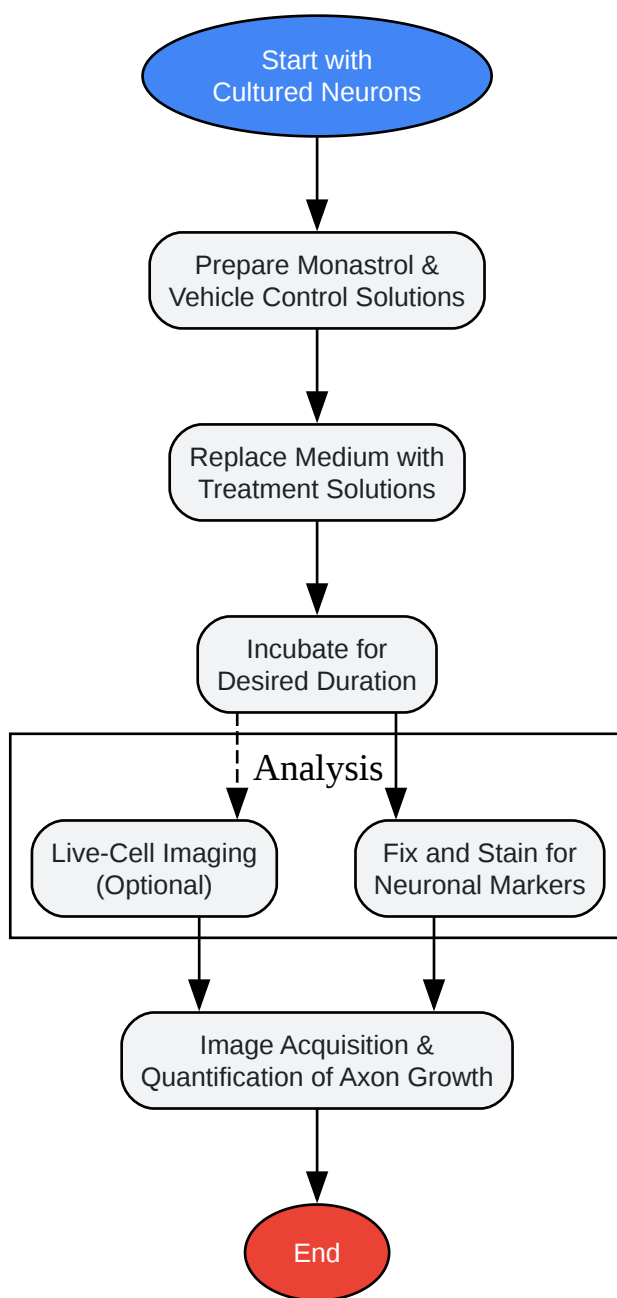 Start with
Cultured Neurons
Prepare Monastrol &
Vehicle Control Solutions
Replace Medium with
Treatment Solutions
Incubate for
Desired Duration
Analysis
Live-Cell Imaging
(Optional)
Fix and Stain for
Neuronal Markers
Image Acquisition &
Quantification of Axon Growth
End